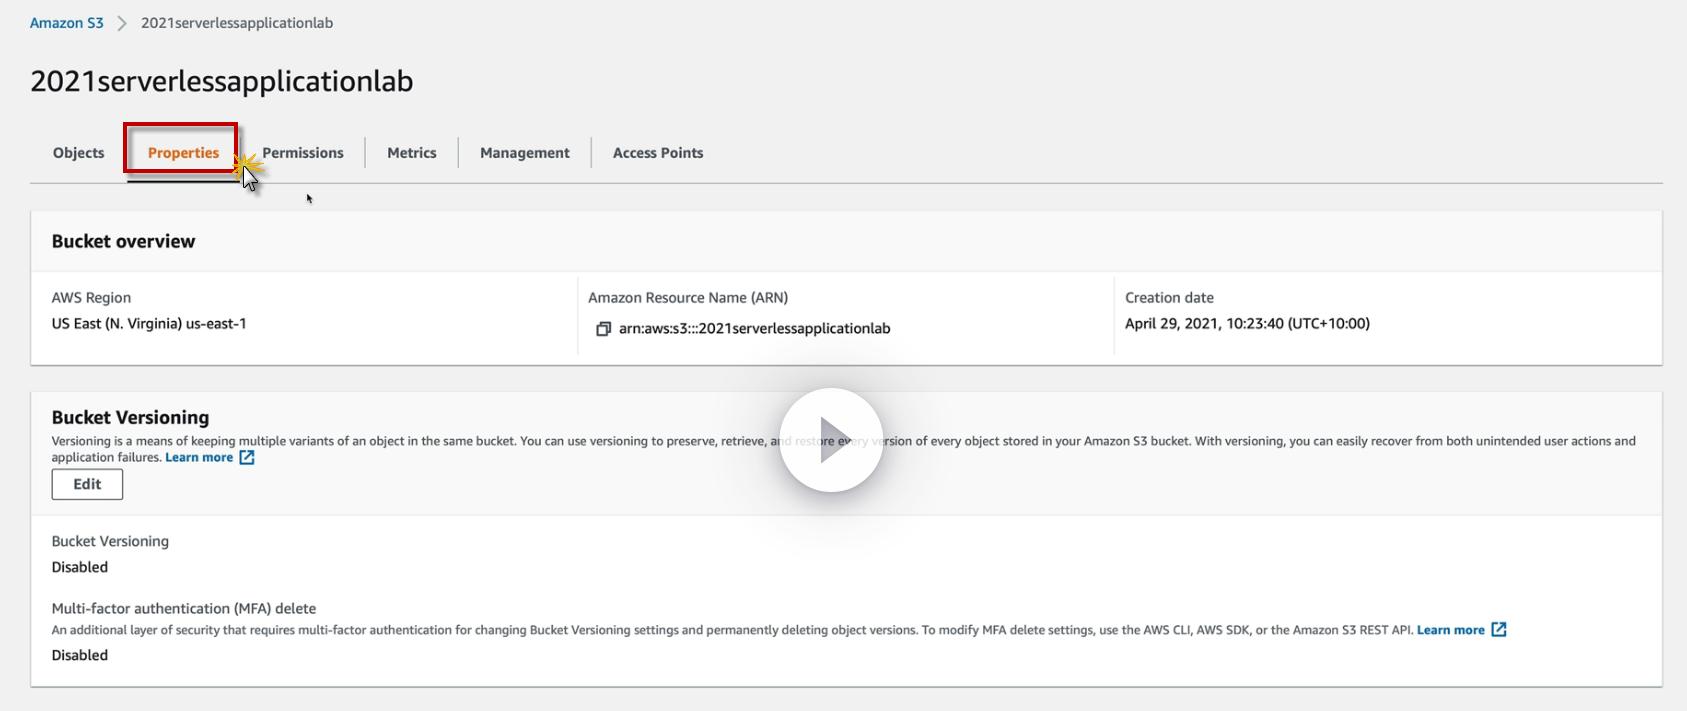 Amazon S3 > 2021serverlessapplicationlab
2021serverlessapplicationlab
Objects Properties Permissions Metrics Management Access Points
Bucket overview
AWS Region
US East (N. Virginia) us-east-1
Amazon Resource Name (ARN)
arn:aws:s3:::2021serverlessapplicationlab
Creation date
April 29, 2021, 10:23:40 (UTC+10:00)
Bucket Versioning
Versioning is a means of keeping multiple variants of an object in the same bucket. You can use versioning to preserve, retrieve, and restore every version of every object stored in your Amazon S3 bucket. With versioning, you can easily recover from both unintended user actions and
application failures. Learn more
Edit
Bucket Versioning
Disabled
Multi-factor authentication (MFA) delete
An additional layer of security that requires multi-factor authentication for changing Bucket Versioning settings and permanently deleting object versions. To modify MFA delete settings, use the AWS CLI, AWS SDK, or the Amazon S3 REST API. Learn more
Disabled